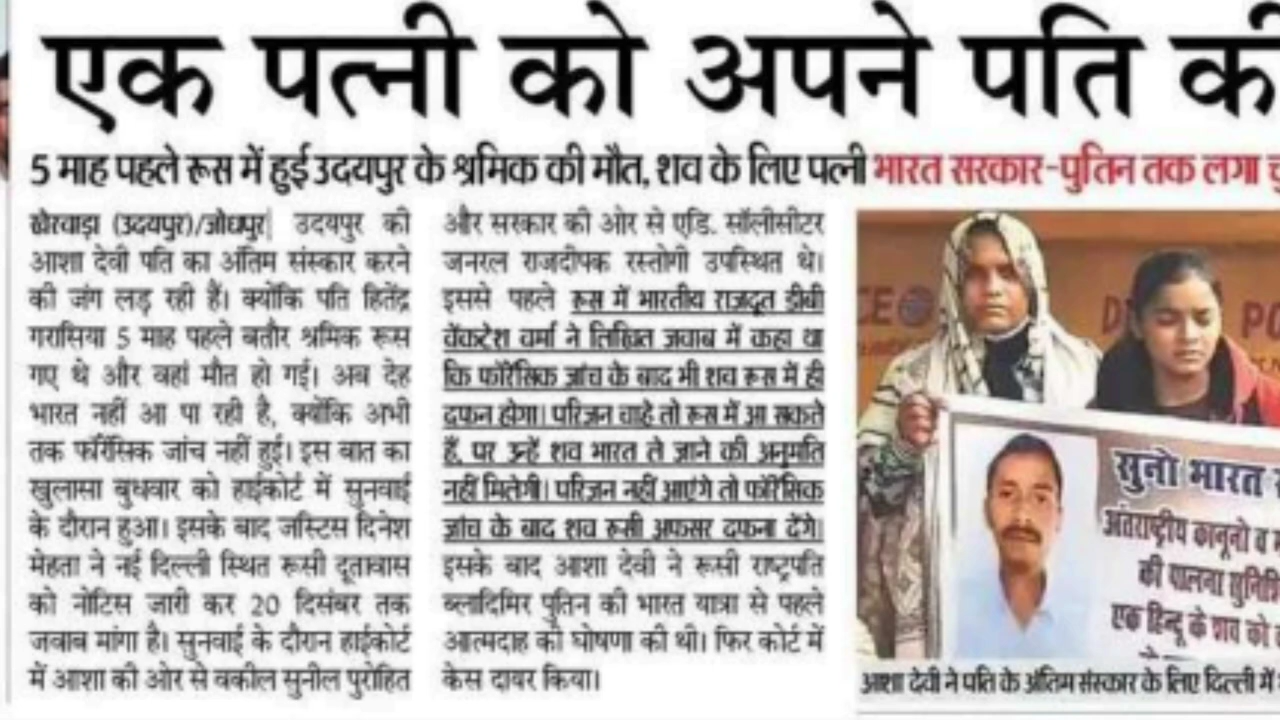 एक पत्नी को अपने पति की
5 माह पहले रूस में हुई उदयपुर के श्रमिक की मौत, शव के लिए पत्नी भारत सरकार-पुतिन तक लगा
खेरवाड़ा (उदयपुर)/जोधपुर| उदयपुर की
आशा देवी पति का अंतिम संस्कार करने
की जंग लड़ रही हैं। क्योंकि पति हितेंद्र
गरासिया 5 माह पहले बतौर श्रमिक रूस
गए थे और वहां मौत हो गई। अब देह
भारत नहीं आ पा रही है, क्योंकि अभी
तक फॉरेंसिक जांच नहीं हुई। इस बात का
खुलासा बुधवार को हाईकोर्ट में सुनवाई
के दौरान हुआ। इसके बाद जस्टिस दिनेश
मेहता ने नई दिल्ली स्थित रूसी दूतावास
को नोटिस जारी कर 20 दिसंबर तक
जवाब मांगा है। सुनवाई के दौरान हाईकोर्ट
में आशा की ओर से वकील सुनील पुरोहित
और सरकार की ओर से एडि. सॉलीसीटर
जनरल राजदीपक रस्तोगी उपस्थित थे।
इससे पहले रूस में भारतीय राजदूत डीबी
वेंकटेश वर्मा ने लिखित जवाब में कहा था
कि फोरेंसिक जांच के बाद भी शव रूस में ही
दफन होगा। परिजन चाहे तो रूस में आ सकते
हैं, पर उन्हें शव भारत ले जाने की अनुमति
नहीं मिलेगी। परिजन नहीं आएंगे तो फोरेंसिक
जांच के बाद शव रूसी अफसर दफना देंगे।
इसके बाद आशा देवी ने रूसी राष्ट्रपति
ब्लादिमिर पुतिन की भारत यात्रा से पहले
आत्मदाह की घोषणा की थी। फिर कोर्ट में
केस दायर किया।
सुनो भारत
अंतराष्ट्रीय कानूनो व
की पालना
एक हिन्दू के शव को
आशा देवी ने पति के अंतिम संस्कार के लिए दिल्ली में